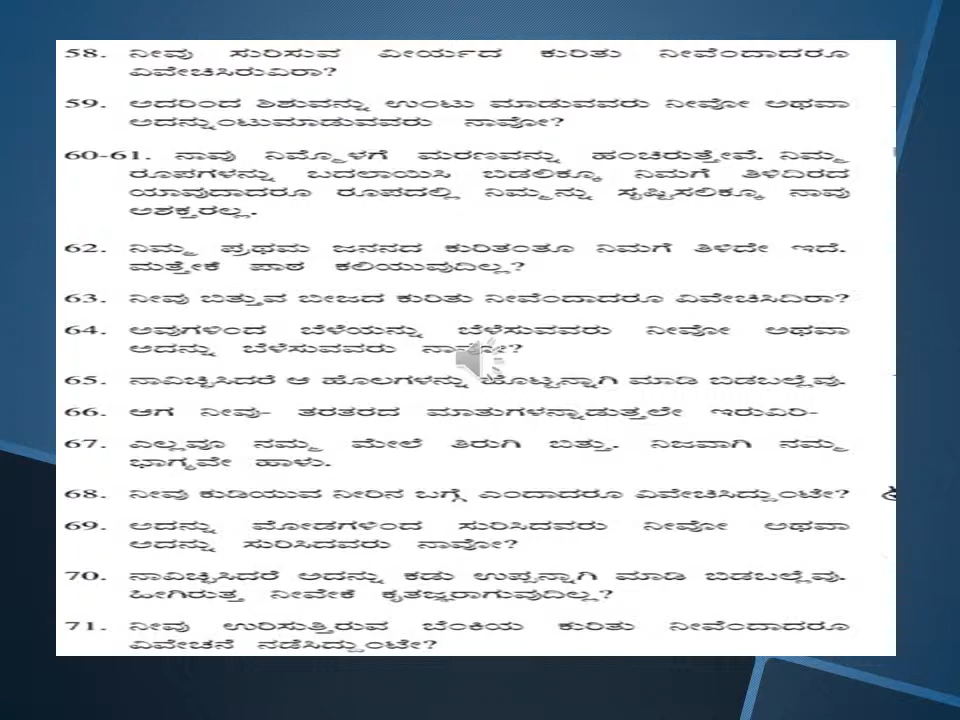 58. ನೀವು ಸುರಿಸುವ ವೀರ್ಯದ ಕುರಿತು ನೀವೆಂದಾದರೂ
ವಿವೇಚಿಸಿರುವಿರಾ?
59. ಅದರಿಂದ ಶಿಶುವನ್ನು ಉಂಟು ಮಾಡುವವರು ನೀವೋ ಅಥವಾ
ಅದನ್ನುಂಟುಮಾಡುವವರು ನಾವೋ?
60-61. ನಾವು ನಿಮ್ಮೊಳಗೆ ಮರಣವನ್ನು ಹಂಚಿರುತ್ತೇವೆ. ನಿಮ್ಮ
ರೂಪಗಳನ್ನು ಬದಲಾಯಿಸಿ ಬಿಡಲಿಕ್ಕೂ ನಿಮಗೆ ತಿಳಿದಿರದ
ಯಾವುದಾದರೂ ರೂಪದಲ್ಲಿ ನಿಮ್ಮನ್ನು ಸೃಷ್ಟಿಸಲಿಕ್ಕೂ ನಾವು
ಅಶಕ್ತರಲ್ಲ.
62. ನಿಮ್ಮ ಪ್ರಥಮ ಜನನದ ಕುರಿತಂತೂ ನಿಮಗೆ ತಿಳಿದೇ ಇದೆ.
ಮತ್ತೇಕೆ ಪಾಠ ಕಲಿಯುವುದಿಲ್ಲ?
63. ನೀವು ಬಿತ್ತುವ ಬೀಜದ ಕುರಿತು ನೀವೆಂದಾದರೂ ವಿವೇಚಿಸಿದಿರಾ?
64. ಅವುಗಳಿಂದ ಬೆಳೆಯನ್ನು ಬೆಳೆಸುವವರು ನೀವೋ ಅಥವಾ
ಅದನ್ನು ಬೆಳೆಸುವವರು ನಾವೋ?
65. ನಾವಿಚ್ಛಿಸಿದರೆ ಆ ಹೊಲಗಳನ್ನು ಹೊಟ್ಟನ್ನಾಗಿ ಮಾಡಿ ಬಿಡಬಲ್ಲೆವು.
66. ಆಗ ನೀವು- ತರತರದ ಮಾತುಗಳನ್ನಾಡುತ್ತಲೇ ಇರುವಿರಿ-
67. ಎಲ್ಲವೂ ನಮ್ಮ ಮೇಲೆ ತಿರುಗಿ ಬಿತ್ತು. ನಿಜವಾಗಿ ನಮ್ಮ
ಭಾಗ್ಯವೇ ಹಾಳು.
68. ನೀವು ಕುಡಿಯುವ ನೀರಿನ ಬಗ್ಗೆ ಎಂದಾದರೂ ವಿವೇಚಿಸಿದ್ದುಂಟೇ?
69. ಅದನ್ನು ಮೋಡಗಳಿಂದ ಸುರಿಸಿದವರು ನೀವೋ ಅಥವಾ
ಅದನ್ನು ಸುರಿಸಿದವರು ನಾವೋ?
70. ನಾವಿಚ್ಛಿಸಿದರೆ ಅದನ್ನು ಕಡು ಉಪ್ಪನ್ನಾಗಿ ಮಾಡಿ ಬಿಡಬಲ್ಲೆವು.
ಹೀಗಿರುತ್ತ ನೀವೇಕೆ ಕೃತಜ್ಞರಾಗುವುದಿಲ್ಲ?
71. ನೀವು ಉರಿಸುತ್ತಿರುವ ಬೆಂಕಿಯ ಕುರಿತು ನೀವೆಂದಾದರೂ
ವಿವೇಚನೆ ನಡೆಸಿದ್ದುಂಟೇ?